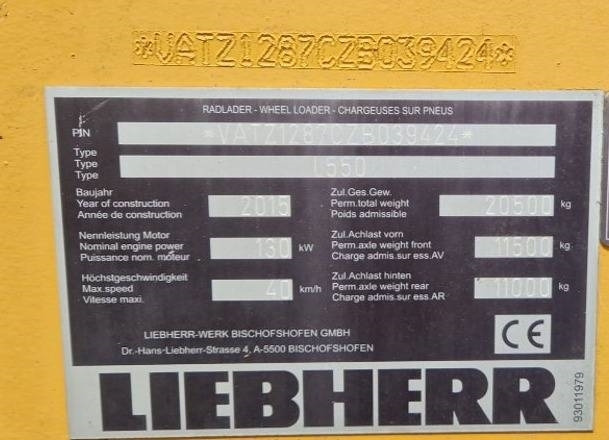 *VATZ1287CZB039424*
RADLADER - WHEEL LOADER - CHARGEUSES SUR PNEUS
PIN *VATZ1287CZB039424*
Type
Type L550
Type
Baujahr
Year of construction 2015
Année de construction
Zul.Ges.Gew.
Perm.total weight 20500 kg
Poids admissible
Nennleistung Motor
Nominal engine power 130 kW
Puissance nom. moteur
Zul.Achlast vorn
Perm.axle weight front 11500 kg
Charge admis.sur ess.AV
Höchstgeschwindigkeit
Max.speed 40 km/h
Vitesse maxi.
Zul.Achlast hinten
Perm.axle weight rear 11000 kg
Charge admis.sur ess.AR
LIEBHERR-WERK BISCHOFSHOFEN GMBH
Dr.-Hans-Liebherr-Strasse 4, A-5500 BISCHOFSHOFEN
CE
LIEBHERR
93011979